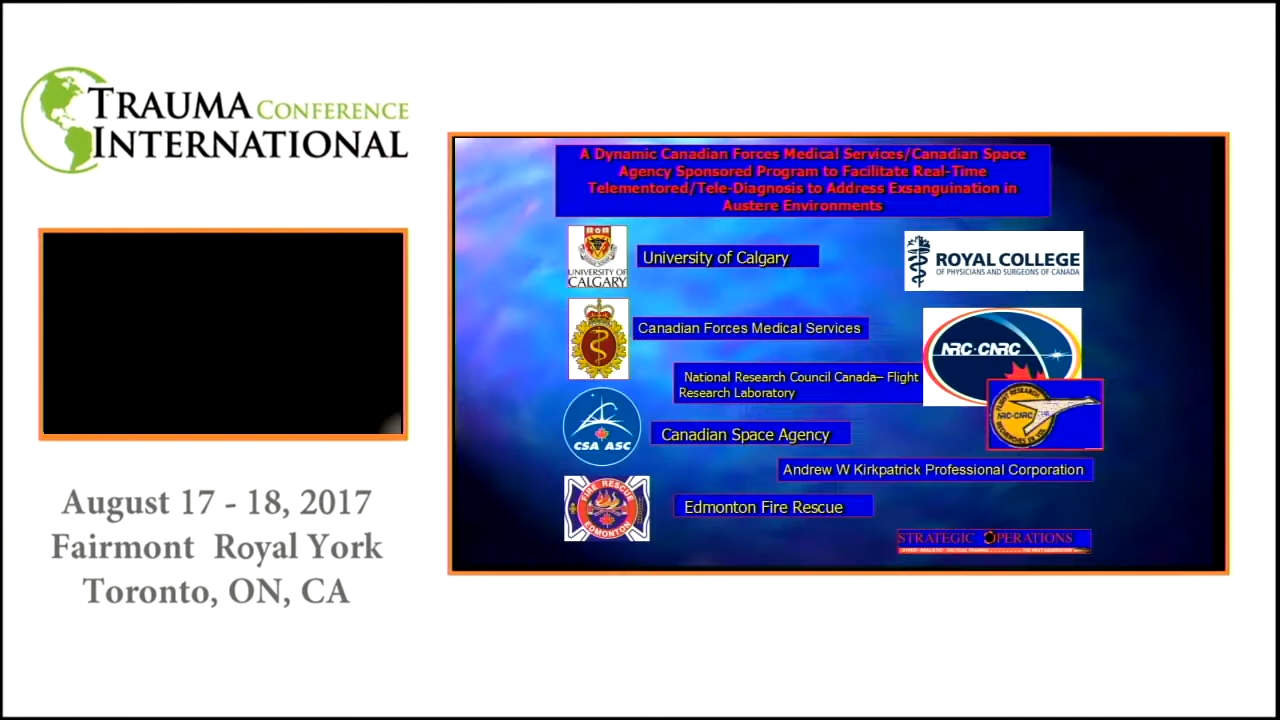 TRAUMA CONFERENCE
INTERNATIONAL
August 17 - 18, 2017
Fairmont Royal York
Toronto, ON, CA
A Dynamic Canadian Forces Medical Services/Canadian Space
Agency Sponsored Program to Facilitate Real-Time
Telementored/Tele-Diagnosis to Address Exsanguination in
Austere Environments
UNIVERSITY OF
CALGARY
University of Calgary
ROYAL COLLEGE
OF PHYSICIANS AND SURGEONS OF CANADA
Canadian Forces Medical Services
NRC·CNRC
National Research Council Canada– Flight
Research Laboratory
FLIGHT RESEARCH
NRC·CNRC
CSA ASC
Canadian Space Agency
Andrew W Kirkpatrick Professional Corporation
FIRE RESCUE
EDMONTON
Edmonton Fire Rescue
STRATEGIC OPERATIONS